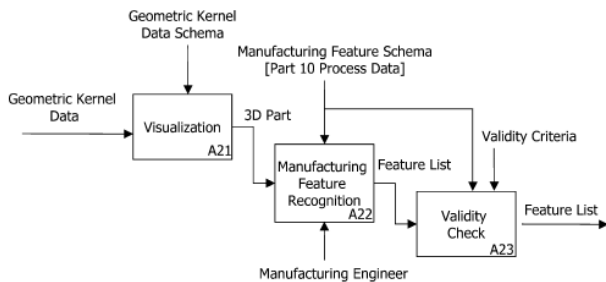 Geometric Kernel
Data Schema
Manufacturing Feature Schema
[Part 10 Process Data]
Geometric Kernel
Data
Visualization
A21
3D Part
Validity Criteria
Manufacturing
Feature
Recognition
A22
Feature List
Validity
Check
A23
Feature List
Manufacturing Engineer